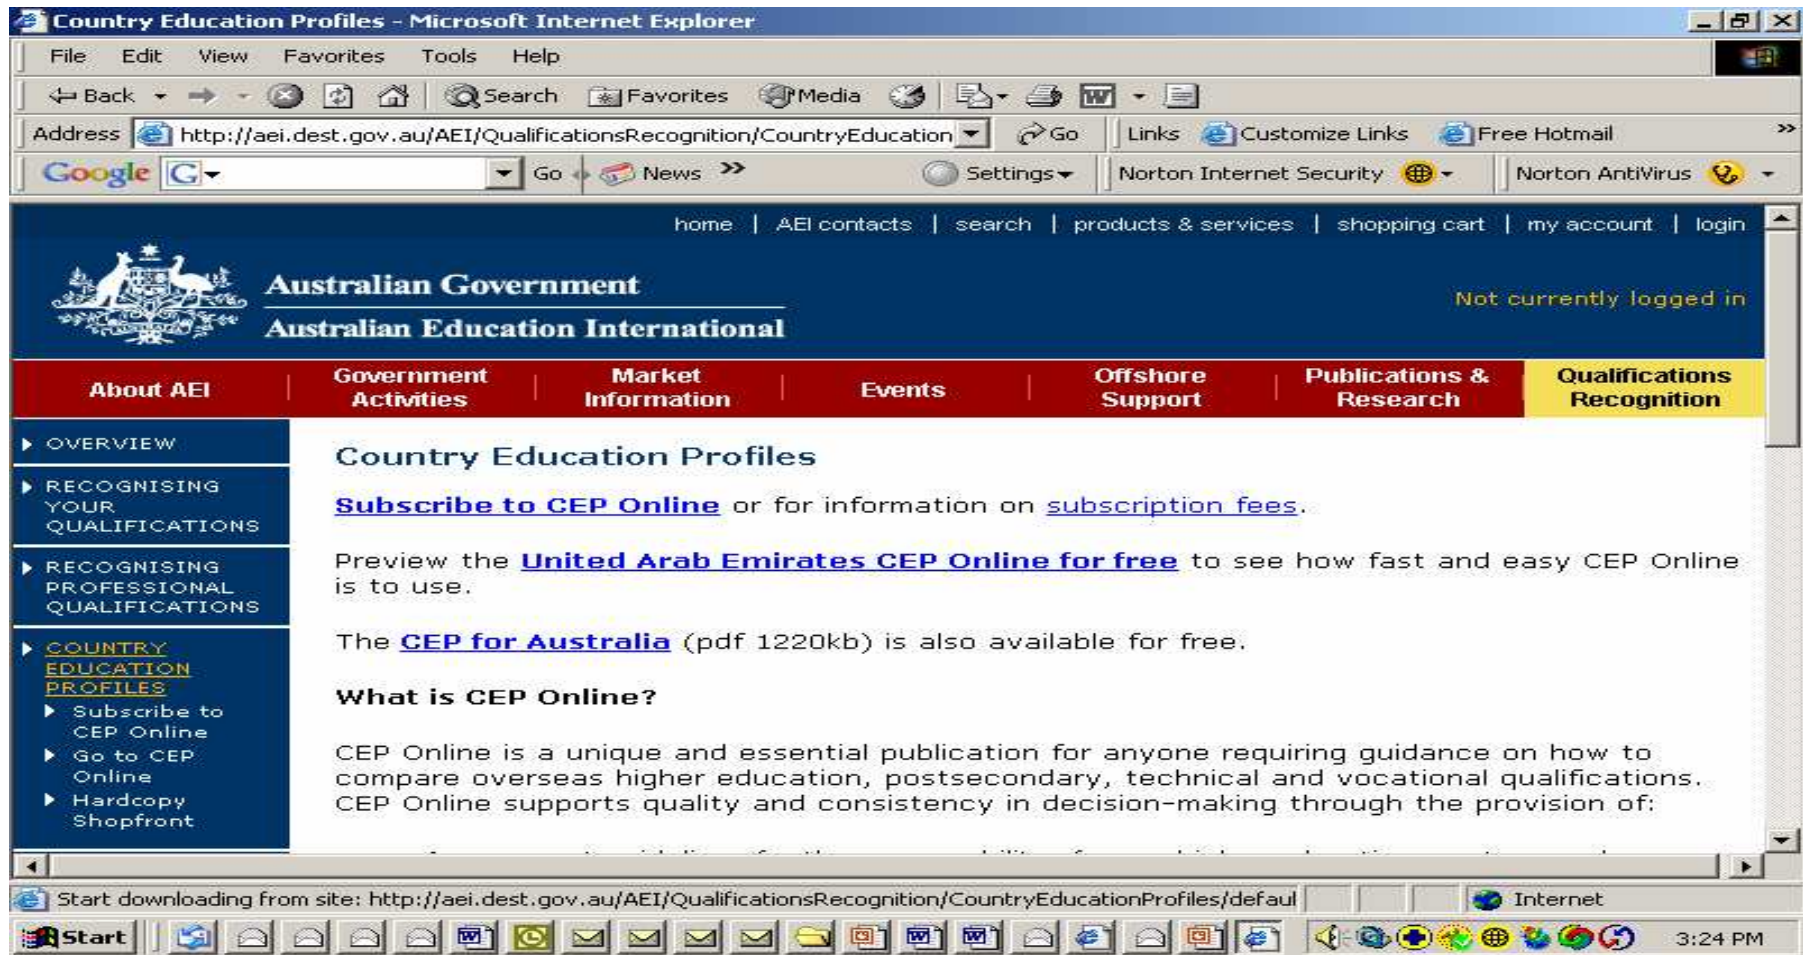 Country Education Profiles - Microsoft Internet Explorer
File Edit View Favorites Tools Help
Back Search Favorites Media
Address http://aei.dest.gov.au/AEI/QualificationsRecognition/CountryEducation Go Links Customize Links Free Hotmail »
Google G Go News » Settings Norton Internet Security Norton AntiVirus
home | AEI contacts | search | products & services | shopping cart | my account | login
Australian Government
Not currently logged in
Australian Education International
About AEI | Government Activities | Market Information | Events | Offshore Support | Publications & Research Qualifications Recognition
OVERVIEW
RECOGNISING
YOUR
QUALIFICATIONS
RECOGNISING
PROFESSIONAL
QUALIFICATIONS
COUNTRY
EDUCATION
PROFILES
Subscribe to
CEP Online
Go to CEP
Online
Hardcopy
Shopfront
Country Education Profiles
Subscribe to CEP Online or for information on subscription fees.
Preview the United Arab Emirates CEP Online for free to see how fast and easy CEP Online
is to use.
The CEP for Australia (pdf 1220kb) is also available for free.
What is CEP Online?
CEP Online is a unique and essential publication for anyone requiring guidance on how to
compare overseas higher education, postsecondary, technical and vocational qualifications.
CEP Online supports quality and consistency in decision-making through the provision of:
Start downloading from site: http://aei.dest.gov.au/AEI/QualificationsRecognition/CountryEducationProfiles/defaul Internet
Start 3:24 PM